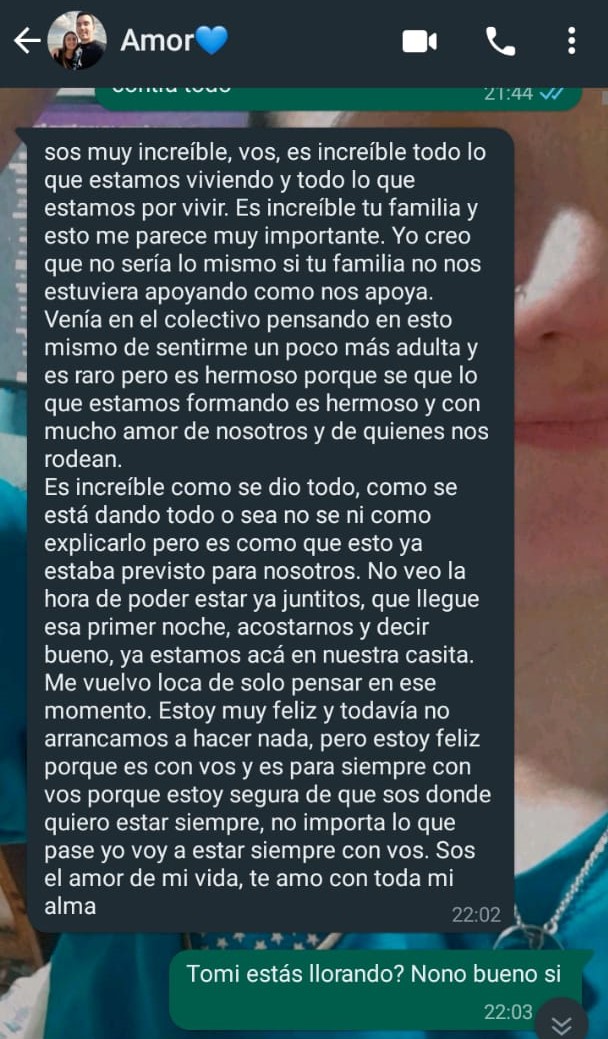 Amor💙
contra todo
21:44
sos muy increíble, vos, es increíble todo lo
que estamos viviendo y todo lo que
estamos por vivir. Es increíble tu familia y
esto me parece muy importante. Yo creo
que no sería lo mismo si tu familia no nos
estuviera apoyando como nos apoya.
Venía en el colectivo pensando en esto
mismo de sentirme un poco más adulta y
es raro pero es hermoso porque se que lo
que estamos formando es hermoso y con
mucho amor de nosotros y de quienes nos
rodean.
Es increíble como se dio todo, como se
está dando todo o sea no se ni como
explicarlo pero es como que esto ya
estaba previsto para nosotros. No veo la
hora de poder estar ya juntitos, que llegue
esa primer noche, acostarnos y decir
bueno, ya estamos acá en nuestra casita.
Me vuelvo loca de solo pensar en ese
momento. Estoy muy feliz y todavía no
arrancamos a hacer nada, pero estoy feliz
porque es con vos y es para siempre con
vos porque estoy segura de que sos donde
quiero estar siempre, no importa lo que
pase yo voy a estar siempre con vos. Sos
el amor de mi vida, te amo con toda mi
alma
22:02
Tomi estás llorando? Nono bueno si
22:03